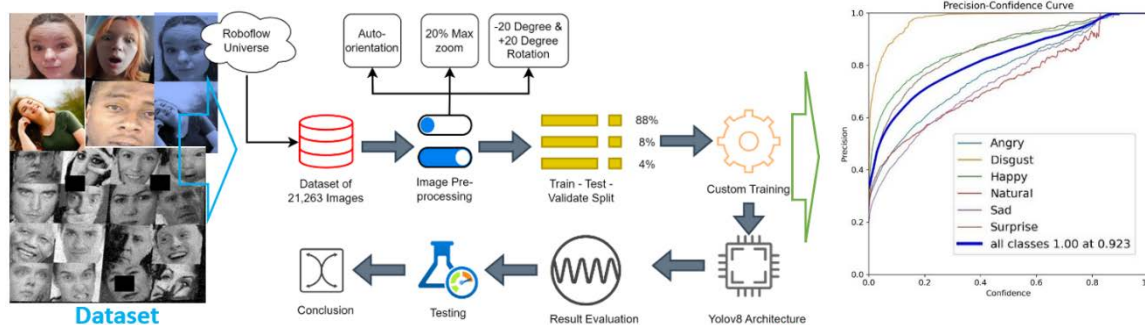 Roboflow
Universe
Auto-
orientation
20% Max
zoom
-20 Degree &
+20 Degree
Rotation
Dataset of
21,263 Images
Image Pre-
processing
88%
8%
4%
Train - Test -
Validate Split
Custom Training
Yolov8 Architecture
Result Evaluation
Testing
Conclusion
Dataset
Precision-Confidence Curve
1.0
0.8
0.6
0.4
0.2
0.0
Precision
Angry
Disgust
Happy
Natural
Sad
Surprise
all classes 1.00 at 0.923
0.0
0.2
0.4
0.6
0.8
Confidence